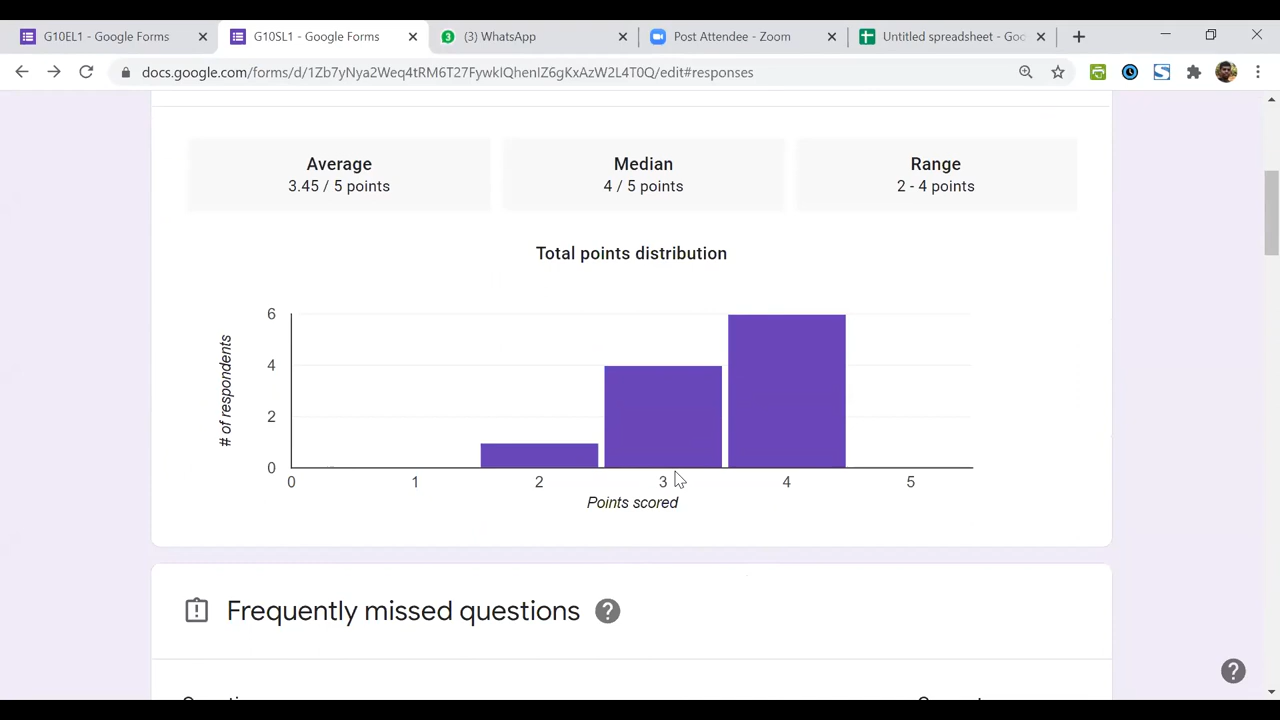 G10EL1 - Google Forms
G10SL1 - Google Forms
3
(3) WhatsApp
Post Attendee - Zoom
Untitled spreadsheet - Goo
docs.google.com/forms/d/
/edit#responses
Average
3.45 / 5 points
Median
4 / 5 points
Range
2 - 4 points
Total points distribution
# of respondents
6
4
2
0
0 1 2 3 4 5
Points scored
Frequently missed questions